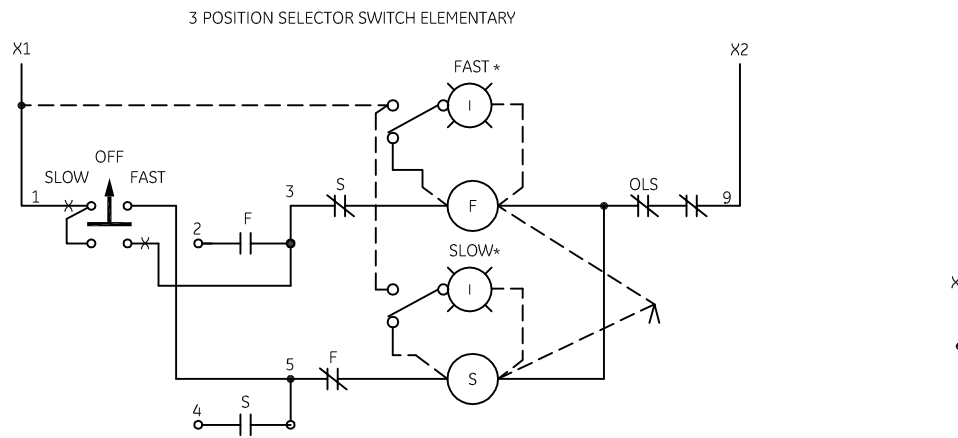 3 POSITION SELECTOR SWITCH ELEMENTARY
X1
X2
FAST *
I
OFF
SLOW
FAST
1
X
3
S
F
OLS
9
2
F
X
SLOW*
I
5
F
S
4
S
X